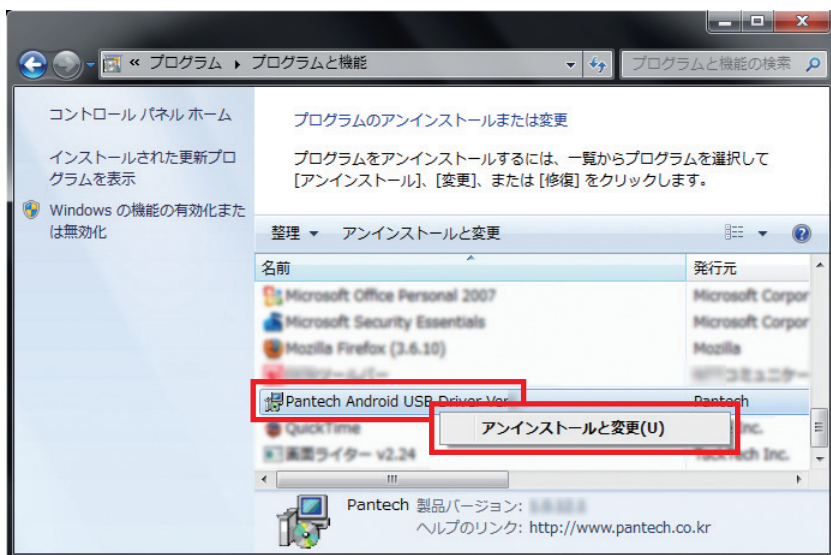 « プログラム ▸ プログラムと機能
プログラムと機能の検索
コントロール パネル ホーム
インストールされた更新プロ
グラムを表示
Windows の機能の有効化また
は無効化
プログラムのアンインストールまたは変更
プログラムをアンインストールするには、一覧からプログラムを選択して
[アンインストール]、[変更]、または [修復] をクリックします。
整理 ▼ アンインストールと変更
名前 発行元
Microsoft Office Personal 2007 Microsoft Corpor
Microsoft Security Essentials Microsoft Corpor
Mozilla Firefox (3.6.10) Mozilla
Pantech Android USB Driver Ver Pantech
QuickTime Inc.
アンインストールと変更(U)
画面ライター v2.24 TackTech Inc.
Pantech 製品バージョン:
ヘルプのリンク: http://www.pantech.co.kr